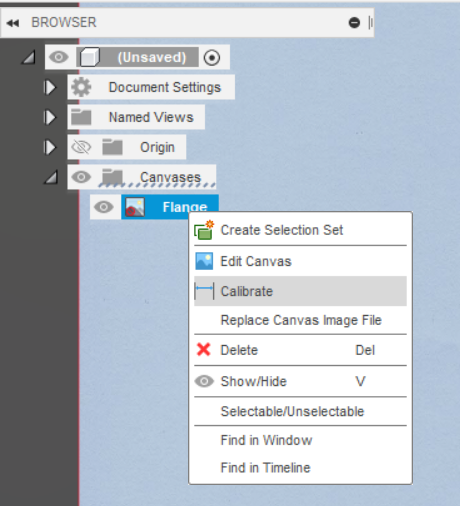 BROWSER
(Unsaved)
Document Settings
Named Views
Origin
Canvases
Flange
Create Selection Set
Edit Canvas
Calibrate
Replace Canvas Image File
Delete Del
Show/Hide V
Selectable/Unselectable
Find in Window
Find in Timeline